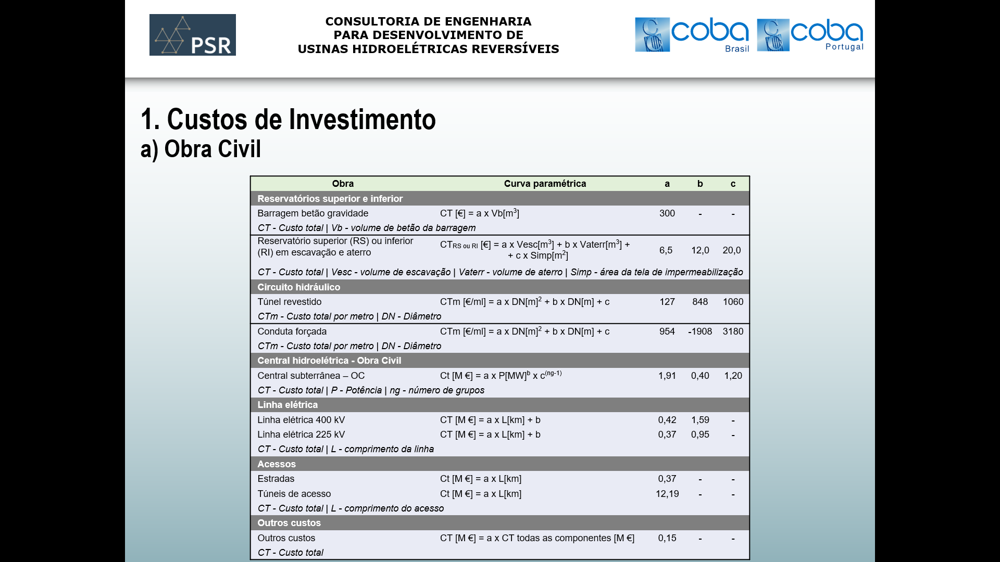 PSR
CONSULTORIA DE ENGENHARIA
PARA DESENVOLVIMENTO DE
USINAS HIDROELÉTRICAS REVERSÍVEIS
coba
Brasil
coba
Portugal
1. Custos de Investimento
a) Obra Civil
Obra Curva paramétrica a b c
Reservatórios superior e inferior
Barragem betão gravidade CT [€] = a x Vb[m³] 300 - -
CT - Custo total | Vb - volume de betão da barragem
Reservatório superior (RS) ou inferior
(RI) em escavação e aterro
CTRS ou RI [€] = a x Vesc[m³] + b x Vaterr[m³] +
+ c x Simp[m²]
6,5 12,0 20,0
CT - Custo total | Vesc - volume de escavação | Vaterr - volume de aterro | Simp - área da tela de impermeabilização
Circuito hidráulico
Túnel revestido CTm [€/ml] = a x DN[m]² + b x DN[m] + c 127 848 1060
CTm - Custo total por metro | DN - Diâmetro
Conduta forçada CTm [€/ml] = a x DN[m]² + b x DN[m] + c 954 -1908 3180
CTm - Custo total por metro | DN - Diâmetro
Central hidroelétrica - Obra Civil
Central subterrânea – OC Ct [M €] = a x P[MW]ᵇ x c⁽ⁿᵍ⁻¹⁾ 1,91 0,40 1,20
CT - Custo total | P - Potência | ng - número de grupos
Linha elétrica
Linha elétrica 400 kV CT [M €] = a x L[km] + b 0,42 1,59 -
Linha elétrica 225 kV CT [M €] = a x L[km] + b 0,37 0,95 -
CT - Custo total | L - comprimento da linha
Acessos
Estradas Ct [M €] = a x L[km] 0,37 - -
Túneis de acesso Ct [M €] = a x L[km] 12,19 - -
CT - Custo total | L - comprimento do acesso
Outros custos
Outros custos CT [M €] = a x CT todas as componentes [M €] 0,15 - -
CT - Custo total